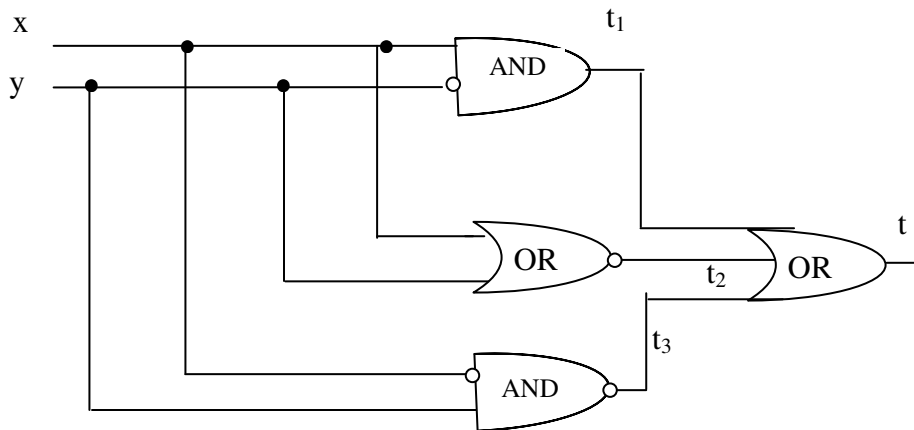 x
t₁
AND
y
OR
t₂
OR
t
t₃
AND